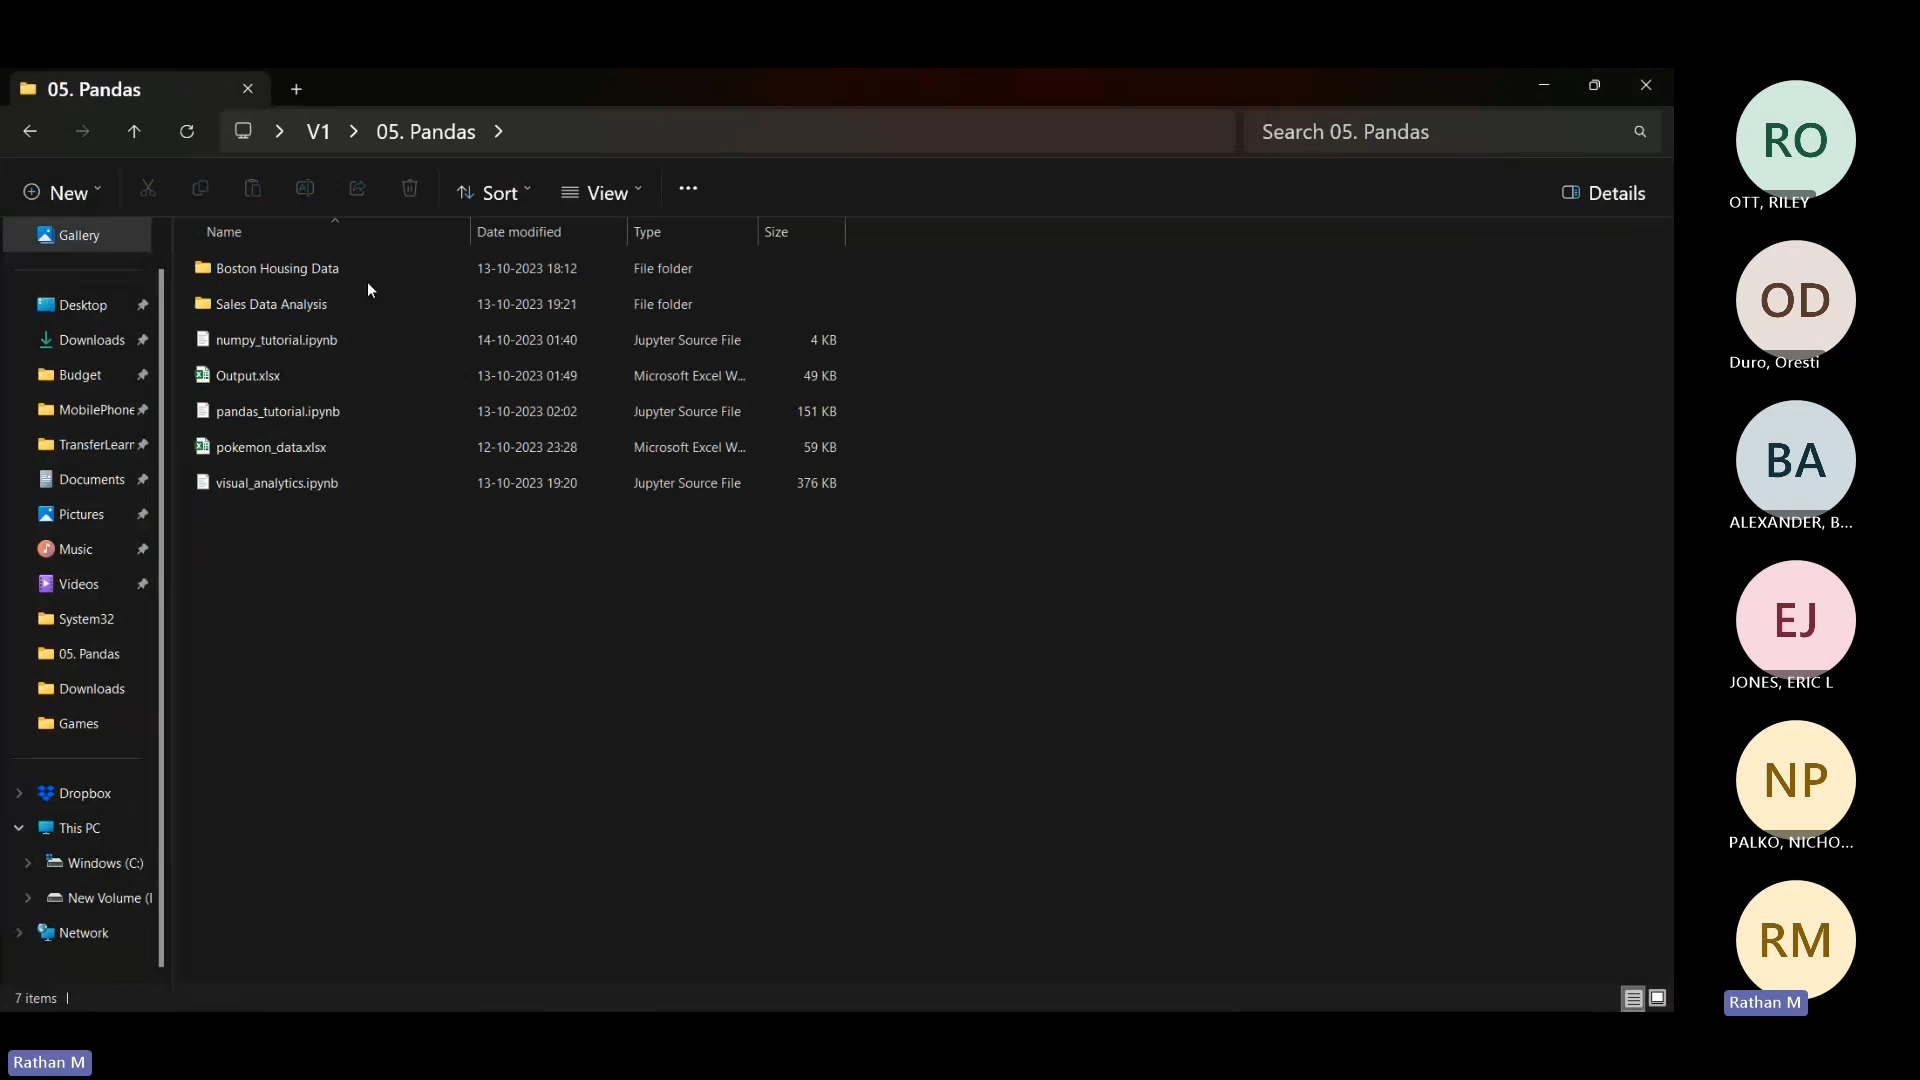 05. Pandas
V1 05. Pandas
Search 05. Pandas
New
Sort
View
Details
Gallery
Desktop
Downloads
Budget
MobilePhone
TransferLearr
Documents
Pictures
Music
Videos
System32
05. Pandas
Downloads
Games
Dropbox
This PC
Windows (C:)
New Volume (I
Network
Name Date modified Type Size
Boston Housing Data 13-10-2023 18:12 File folder
Sales Data Analysis 13-10-2023 19:21 File folder
numpy_tutorial.ipynb 14-10-2023 01:40 Jupyter Source File 4 KB
Output.xlsx 13-10-2023 01:49 Microsoft Excel W... 49 KB
pandas_tutorial.ipynb 13-10-2023 02:02 Jupyter Source File 151 KB
pokemon_data.xlsx 12-10-2023 23:28 Microsoft Excel W... 59 KB
visual_analytics.ipynb 13-10-2023 19:20 Jupyter Source File 376 KB
7 items
RO
OTT, RILEY
OD
Duro, Oresti
BA
ALEXANDER, B...
EJ
JONES, ERIC L
NP
PALKO, NICHO...
RM
Rathan M
Rathan M